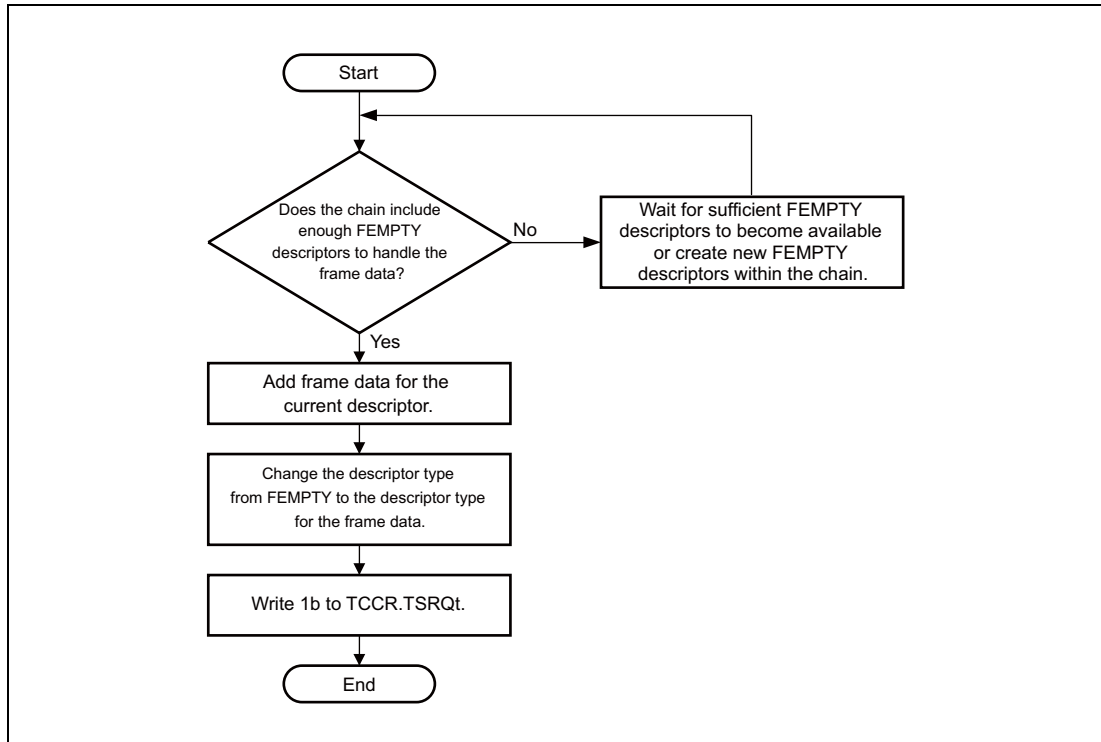 Start
Does the chain include
enough FEMPTY
descriptors to handle the
frame data?
No
Wait for sufficient FEMPTY
descriptors to become available
or create new FEMPTY
descriptors within the chain.
Yes
Add frame data for the
current descriptor.
Change the descriptor type
from FEMPTY to the descriptor type
for the frame data.
Write 1b to TCCR.TSRQt.
End